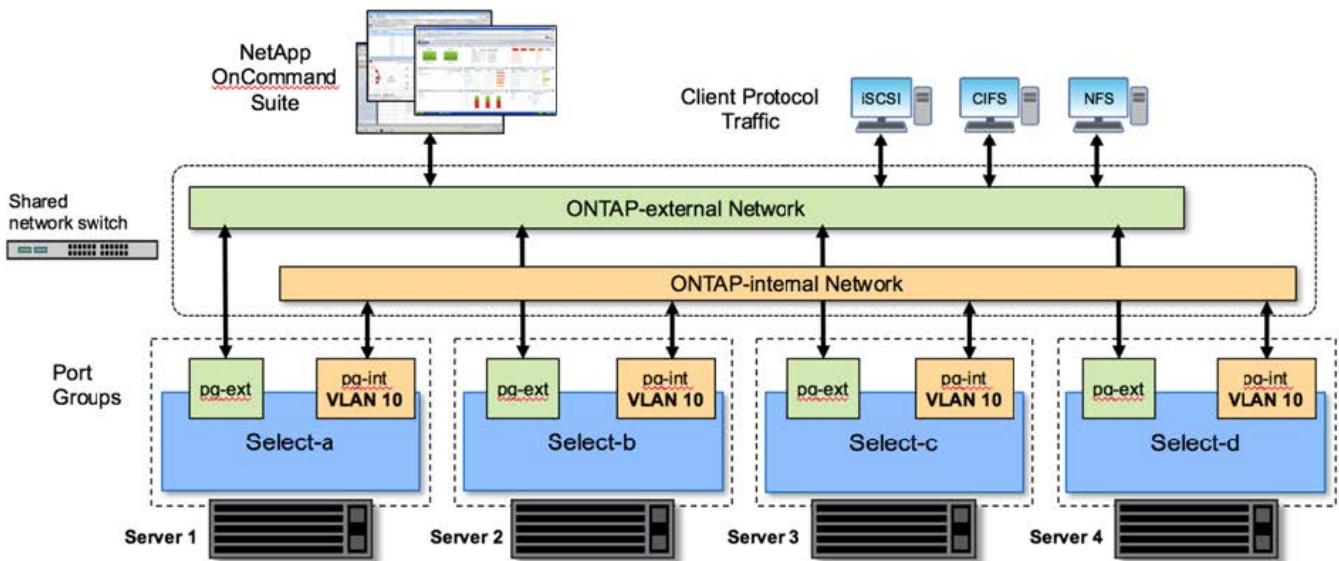 NetApp
OnCommand
Suite
Client Protocol
Traffic
iSCSI
CIFS
NFS
Shared
network switch
ONTAP-external Network
ONTAP-internal Network
Port
Groups
pg-ext
pg-int
VLAN 10
Select-a
pg-ext
pg-int
VLAN 10
Select-b
pg-ext
pg-int
VLAN 10
Select-c
pg-ext
pg-int
VLAN 10
Select-d
Server 1
Server 2
Server 3
Server 4